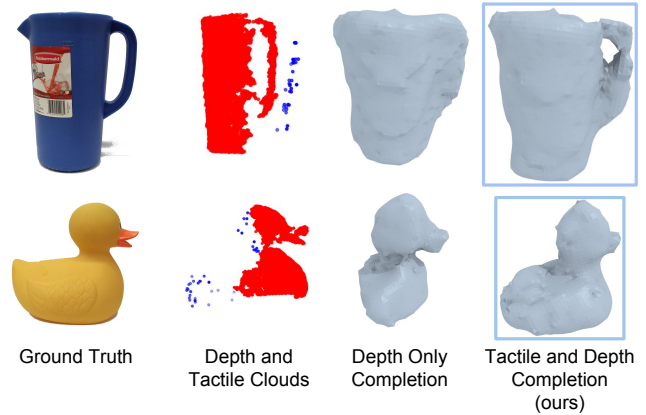 Rubbermaid
Ground Truth
Depth and
Tactile Clouds
Depth Only
Completion
Tactile and Depth
Completion
(ours)